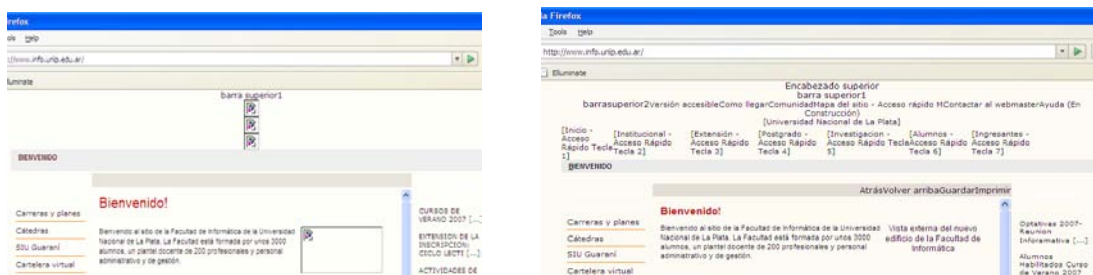 irefox
ols Help
://www.info.unlp.edu.ar/
lluminate
barra superior1
BIENVENIDO
Carreras y planes
Cátedras
SIU Guaraní
Cartelera virtual
Bienvenido!
Bienvenido al sitio de la Facultad de Informática de la Universidad
Nacional de La Plata. La Facultad está formada por unos 3000
alumnos, un plantel docente de 200 profesionales y personal
administrativo y de gestión.
CURSOS DE
VERANO 2007 [...]
EXTENSION DE LA
INSCRIPCION:
CICLO LECTI [...]
ACTIVIDADES DE
la Firefox
Tools Help
http://www.info.unlp.edu.ar/
Elluminate
Encabezado superior
barra superior1
barrasuperior2Versión accesibleComo llegarComunidadMapa del sitio - Acceso rápido MContactar al webmasterAyuda (En
Construcción)
[Universidad Nacional de La Plata]
[Inicio -
Acceso
Rápido Tecla
1]
[Institucional -
Acceso Rápido
Tecla 2]
[Extensión -
Acceso Rápido
Tecla 3]
[Postgrado -
Acceso Rápido
Tecla 4]
[Investigacion -
Acceso Rápido Tecla
5]
[Alumnos -
Acceso Rápido
Tecla 6]
[Ingresantes -
Acceso Rápido
Tecla 7]
BIENVENIDO
AtrásVolver arribaGuardarImprimir
Carreras y planes
Cátedras
SIU Guaraní
Cartelera virtual
Bienvenido!
Bienvenido al sitio de la Facultad de Informática de la Universidad
Nacional de La Plata. La Facultad está formada por unos 3000
alumnos, un plantel docente de 200 profesionales y personal
administrativo y de gestión.
Vista externa del nuevo
edificio de la Facultad de
Informática
Optativas 2007-
Reunion
Informativa [...]
Alumnos
Habilitados Curso
de Verano 2007